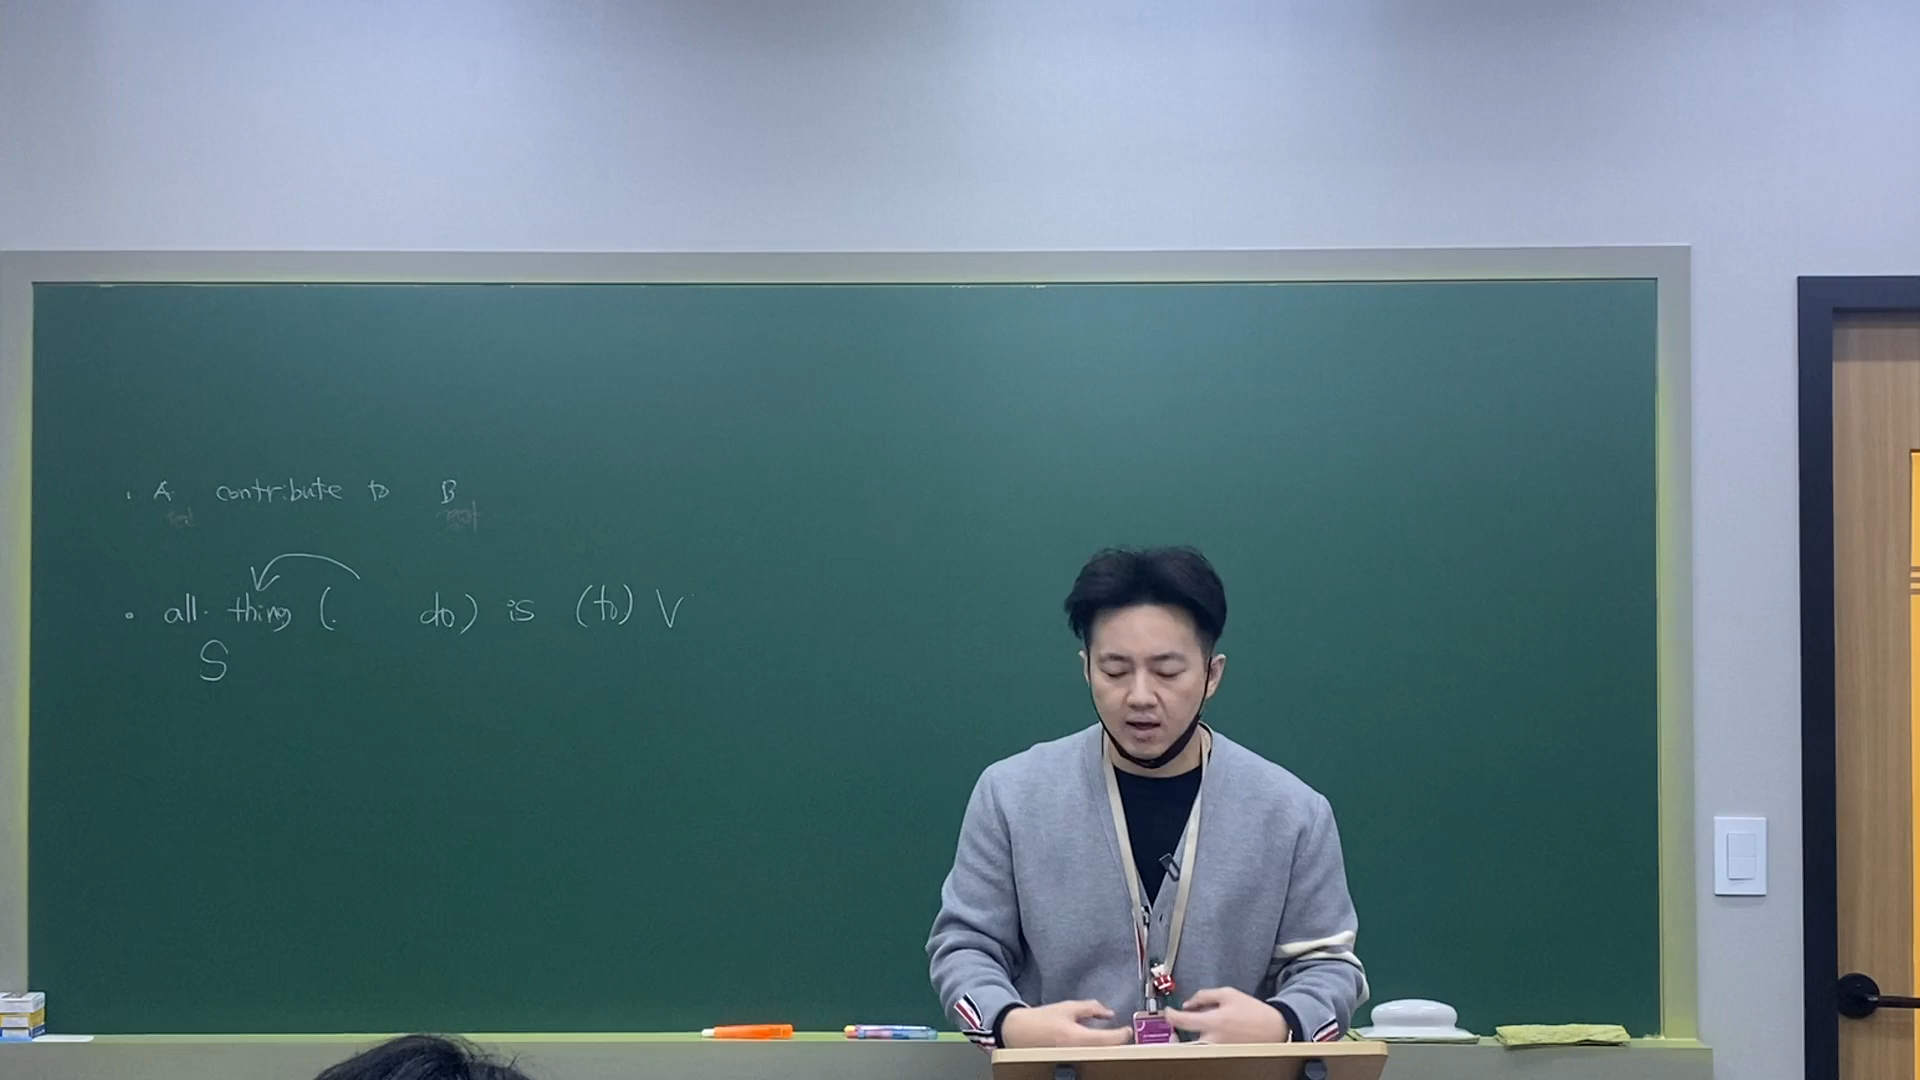 · A contribute to B
· all thing ( do) is (to) V
S